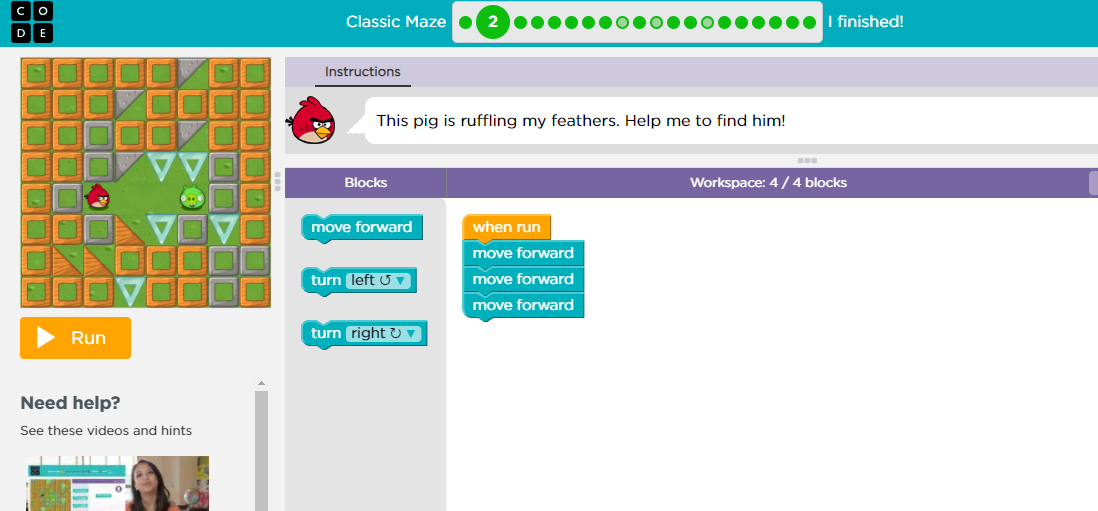 C O
D E
Classic Maze
2
I finished!
Instructions
This pig is ruffling my feathers. Help me to find him!
Blocks
Workspace: 4 / 4 blocks
move forward
turn left ↺ ▼
turn right ↻ ▼
when run
move forward
move forward
move forward
Run
Need help?
See these videos and hints